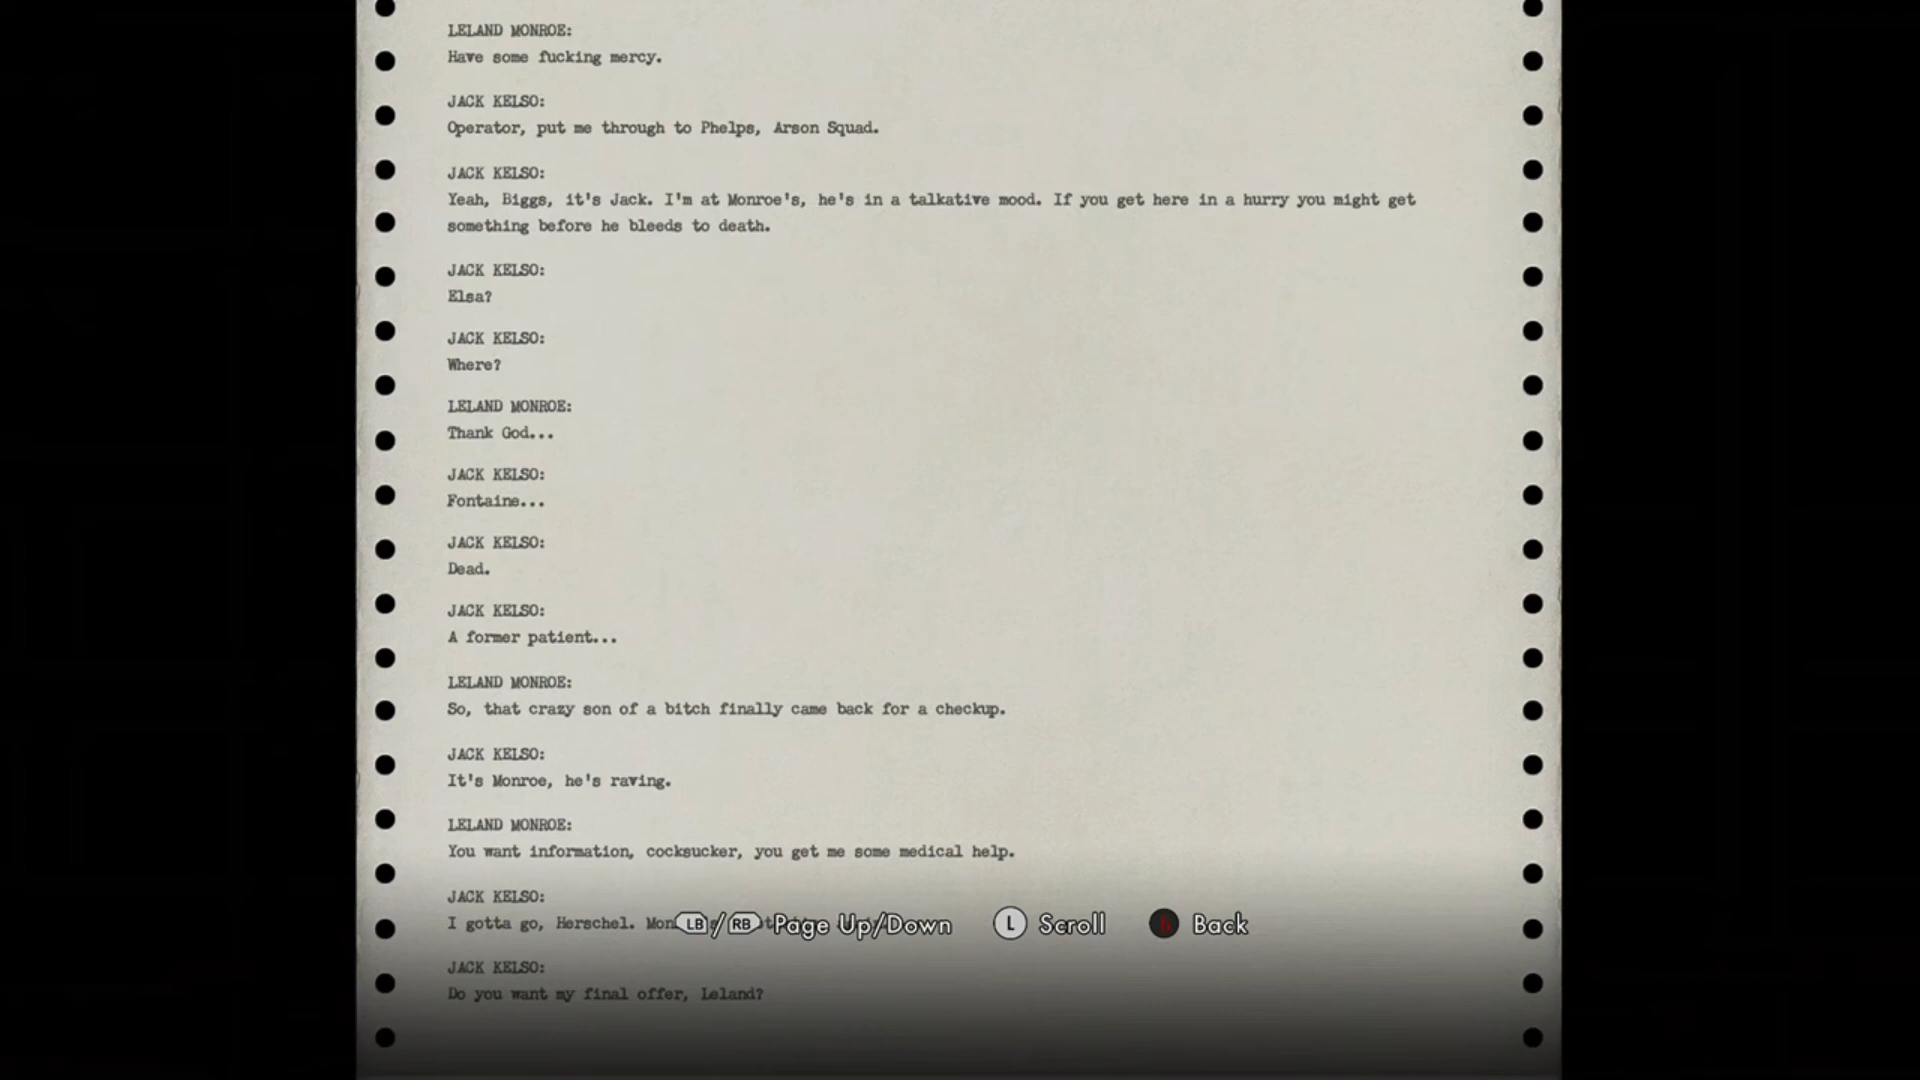 LELAND MONROE:
Have some fucking mercy.
JACK KELSO:
Operator, put me through to Phelps, Arson Squad.
JACK KELSO:
Yeah, Biggs, it's Jack. I'm at Monroe's, he's in a talkative mood. If you get here in a hurry you might get
something before he bleeds to death.
JACK KELSO:
Elsa?
JACK KELSO:
Where?
LELAND MONROE:
Thank God...
JACK KELSO:
Fontaine...
JACK KELSO:
Dead.
JACK KELSO:
A former patient...
LELAND MONROE:
So, that crazy son of a bitch finally came back for a checkup.
JACK KELSO:
It's Monroe, he's raving.
LELAND MONROE:
You want information, cocksucker, you get me some medical help.
JACK KELSO:
I gotta go, Herschel.
LB/RB Page Up/Down L Scroll b Back
JACK KELSO:
Do you want my final offer, Leland?